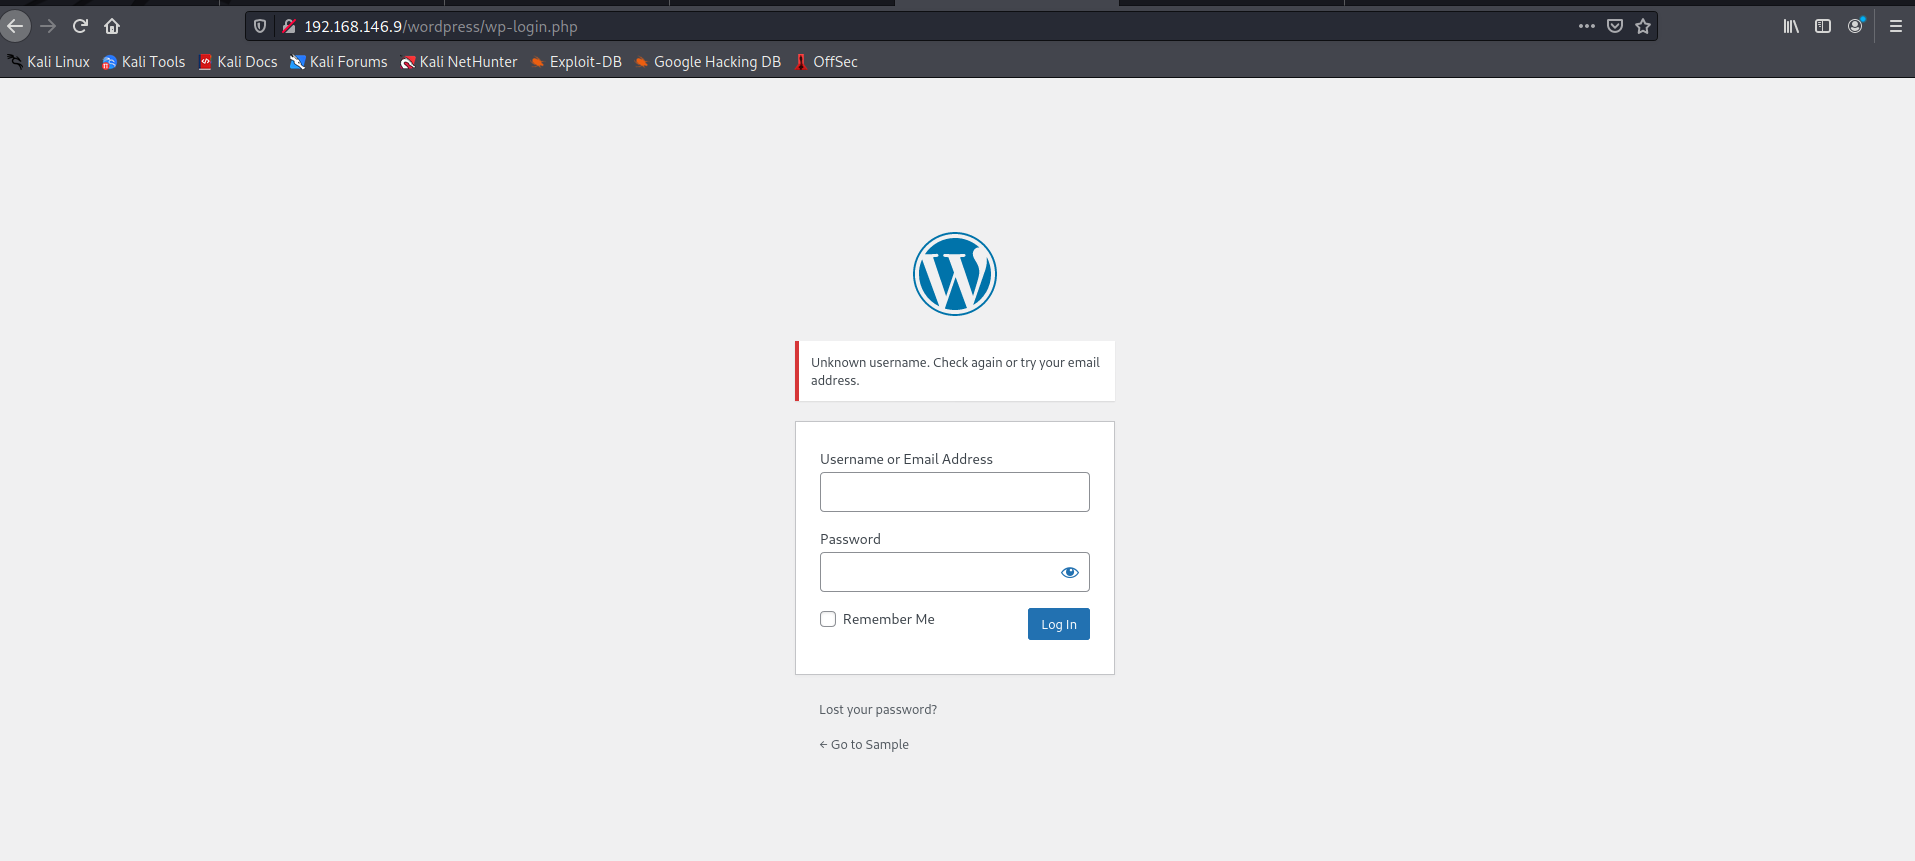 192.168.146.9/wordpress/wp-login.php
Kali Linux Kali Tools Kali Docs Kali Forums Kali NetHunter Exploit-DB Google Hacking DB OffSec
Unknown username. Check again or try your email
address.
Username or Email Address
Password
Remember Me
Log In
Lost your password?
← Go to Sample